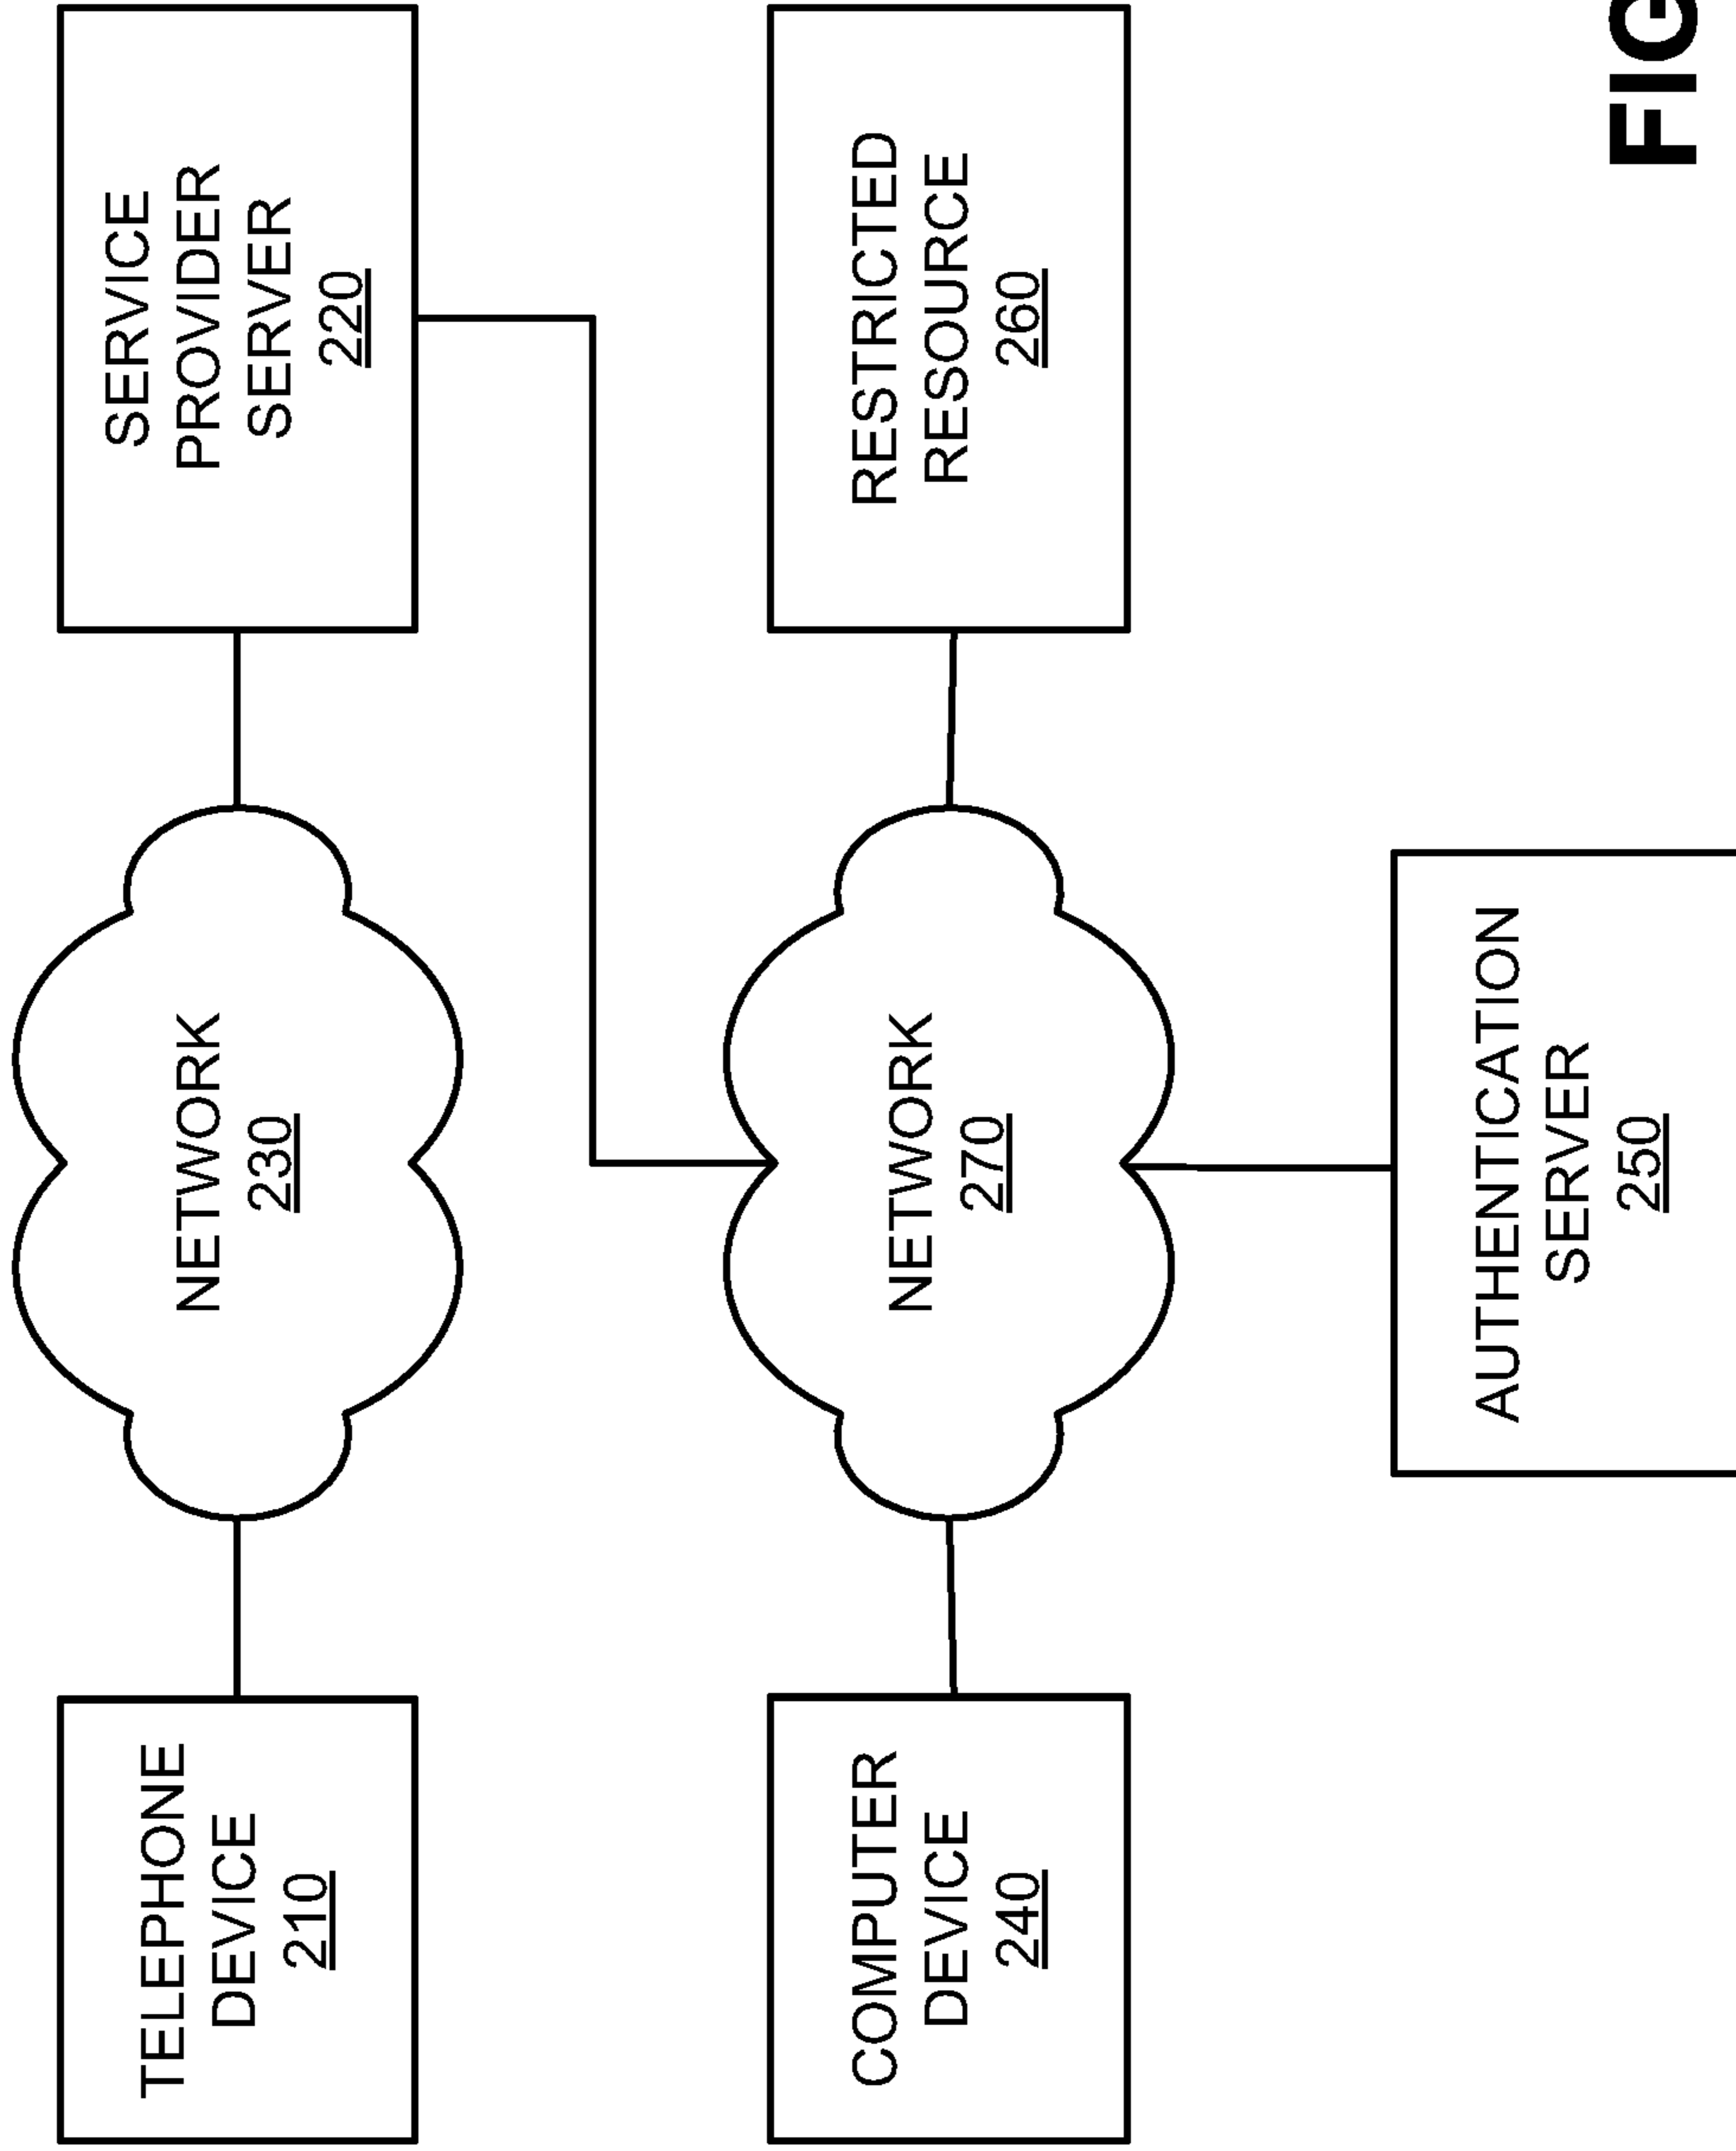 TELEPHONE
DEVICE
210
NETWORK
230
SERVICE
PROVIDER
SERVER
220
COMPUTER
DEVICE
240
NETWORK
270
RESTRICTED
RESOURCE
260
AUTHENTICATION
SERVER
250
FIG